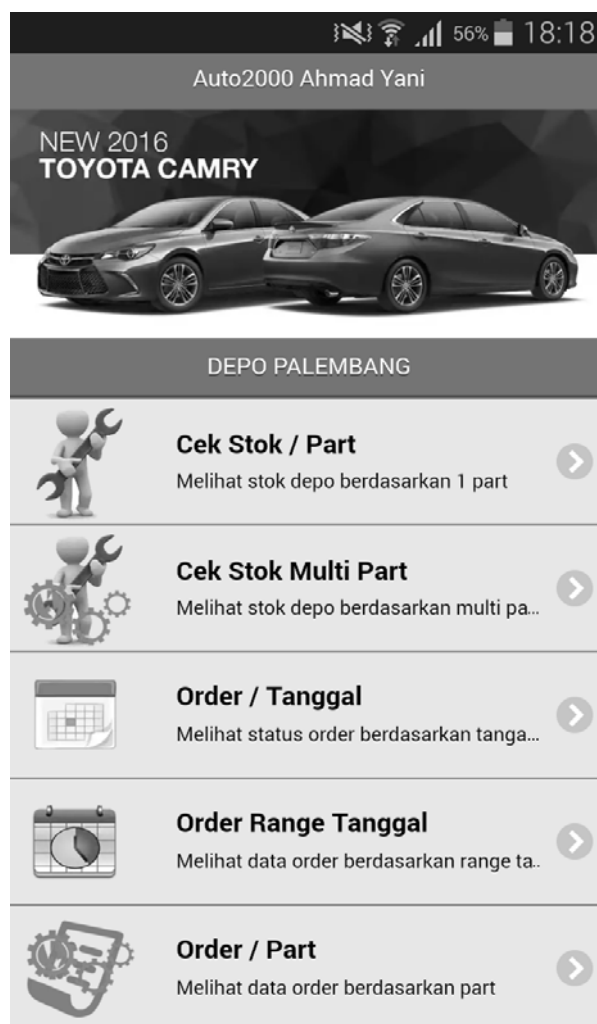 56% 18:18
Auto2000 Ahmad Yani
NEW 2016
TOYOTA CAMRY
DEPO PALEMBANG
Cek Stok / Part
Melihat stok depo berdasarkan 1 part
Cek Stok Multi Part
Melihat stok depo berdasarkan multi pa...
Order / Tanggal
Melihat status order berdasarkan tanga...
Order Range Tanggal
Melihat data order berdasarkan range ta..
Order / Part
Melihat data order berdasarkan part